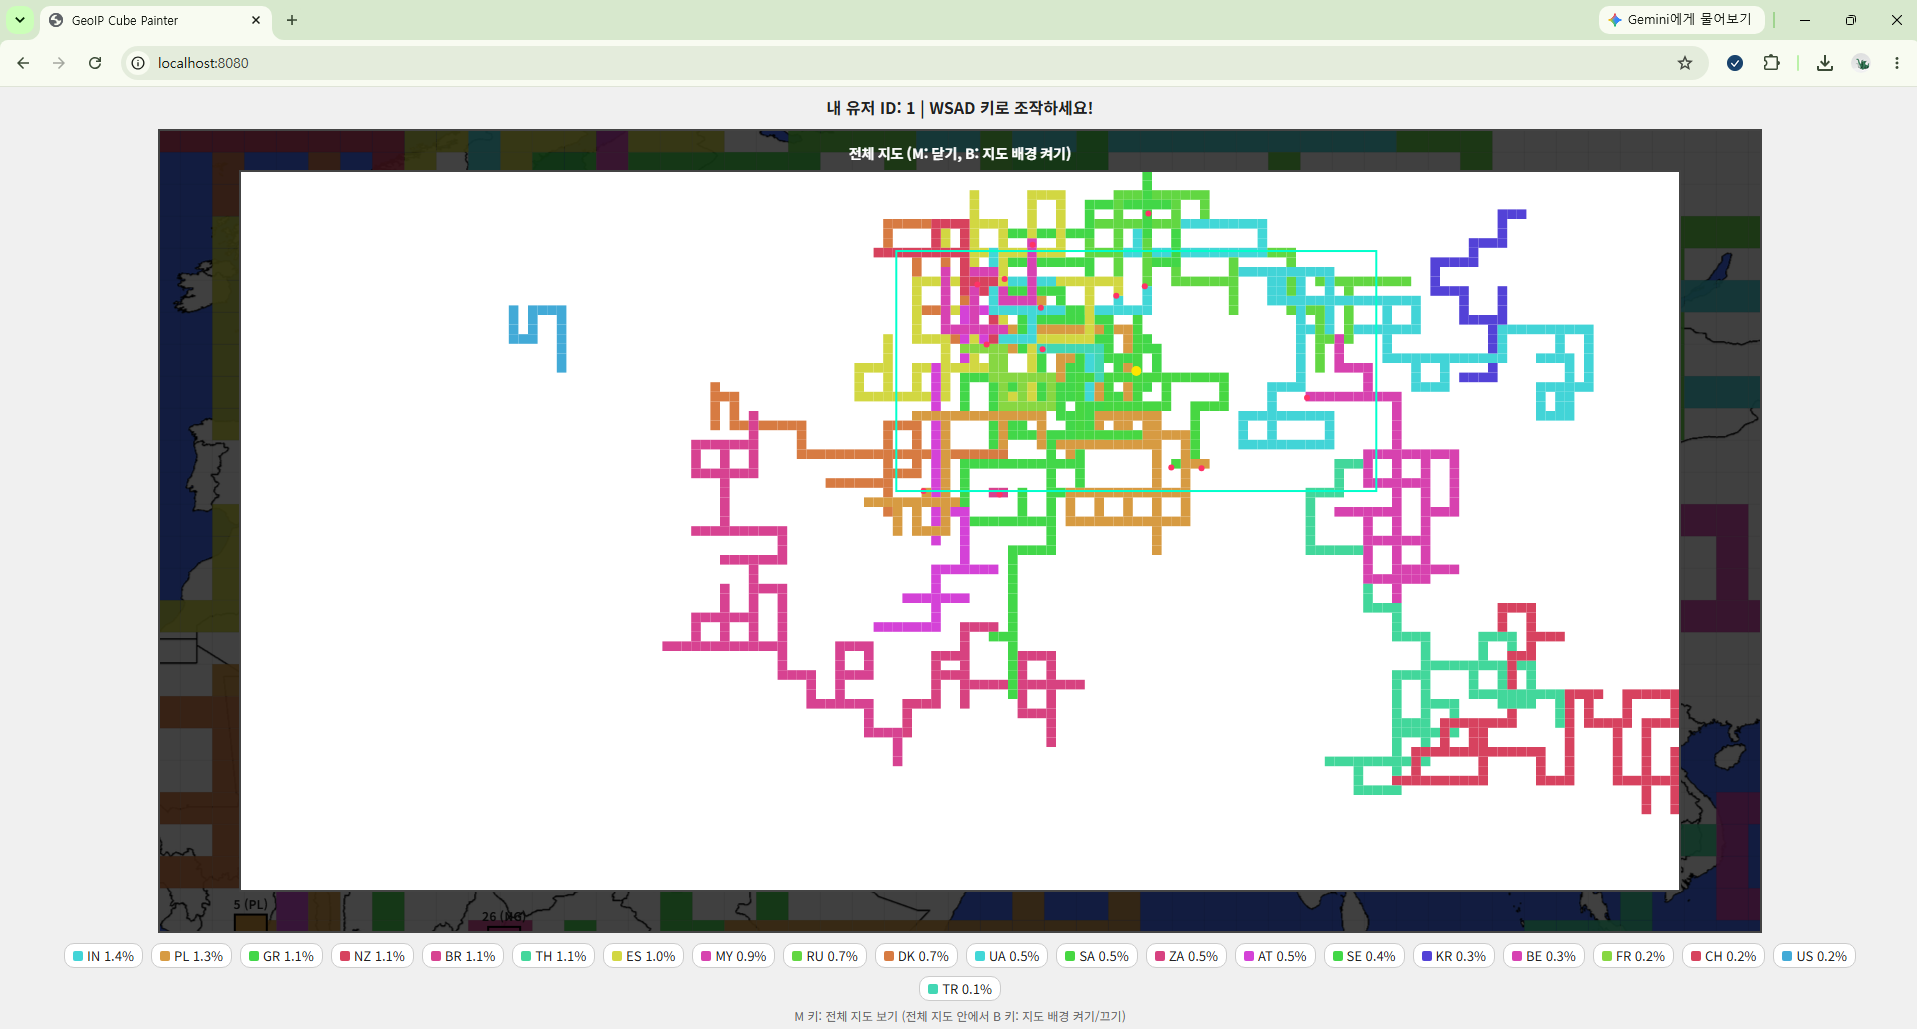 GeoIP Cube Painter
Gemini에게 물어보기
localhost:8080
내 유저 ID: 1 | WSAD 키로 조작하세요!
전체 지도 (M: 닫기, B: 지도 배경 켜기)
5 (PL)
26 (NG)
IN 1.4% PL 1.3% GR 1.1% NZ 1.1% BR 1.1% TH 1.1% ES 1.0% MY 0.9% RU 0.7% DK 0.7% UA 0.5% SA 0.5% ZA 0.5% AT 0.5% SE 0.4% KR 0.3% BE 0.3% FR 0.2% CH 0.2% US 0.2%
TR 0.1%
M 키: 전체 지도 보기 (전체 지도 안에서 B 키: 지도 배경 켜기/끄기)